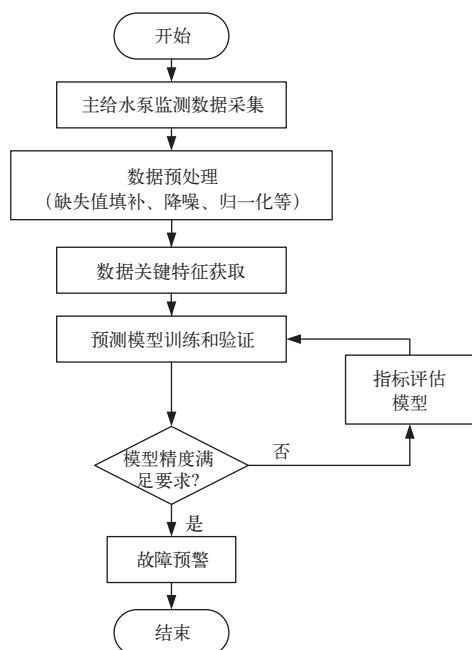 开始
主给水泵监测数据采集
数据预处理
（缺失值填补、降噪、归一化等）
数据关键特征获取
预测模型训练和验证
指标评估
模型
模型精度满
足要求?
否
是
故障预警
结束